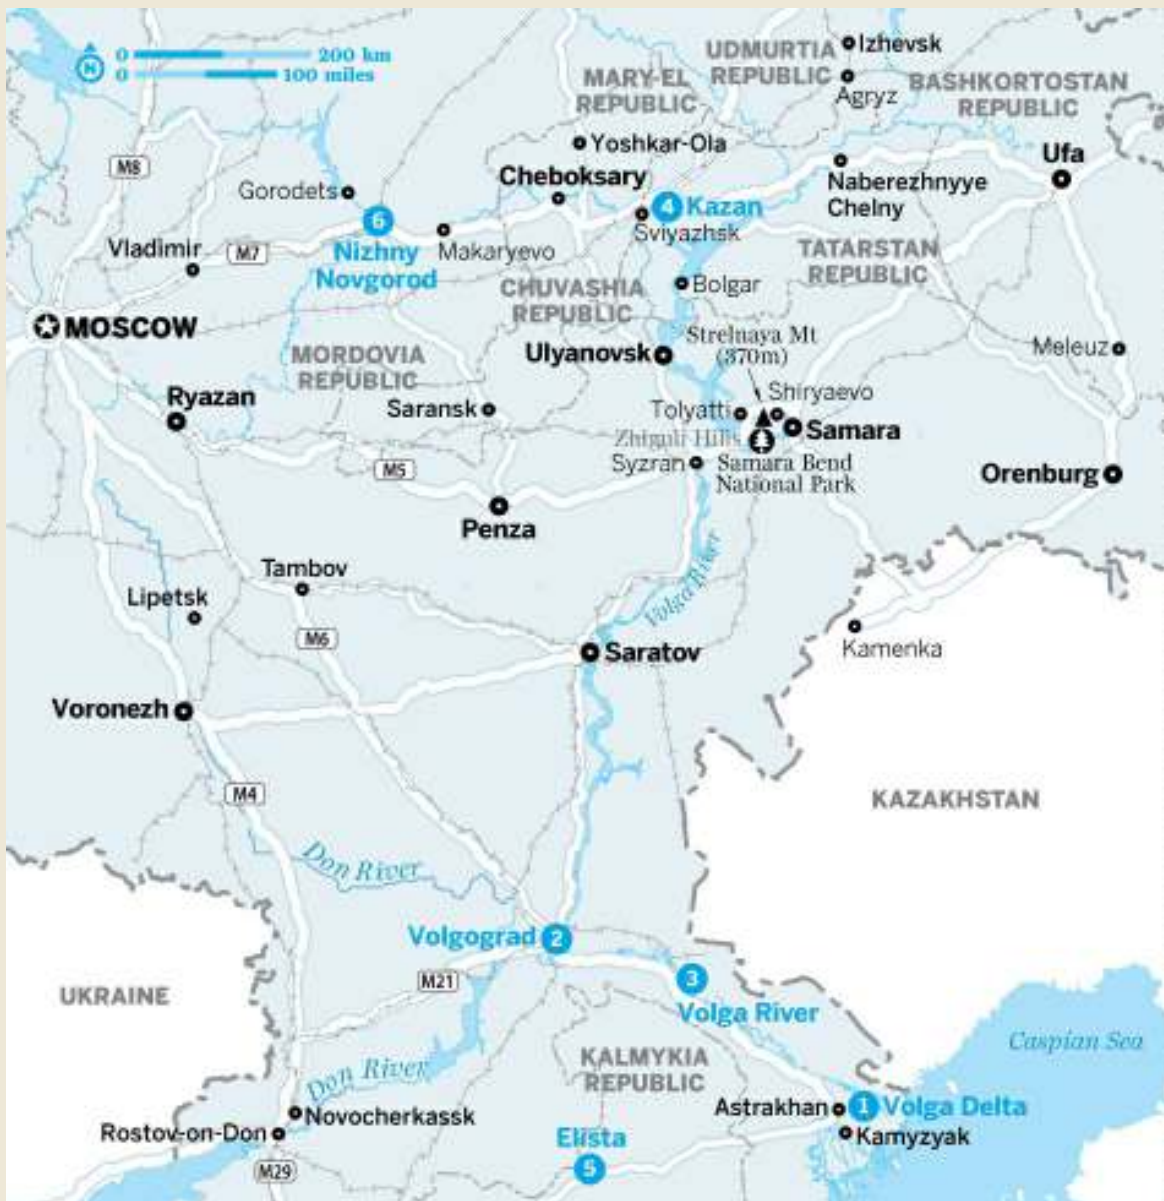 0 200 km
N
0 100 miles
UDMURTIA
REPUBLIC
Izhevsk
Agryz
MARY-EL
REPUBLIC
BASHKORTOSTAN
REPUBLIC
M8
Yoshkar-Ola
Ufa
Gorodets
Cheboksary
Naberezhnyye
Chelny
4 Kazan
6
Nizhny
Novgorod
Makaryevo
Sviyazhsk
Vladimir
M7
TATARSTAN
REPUBLIC
CHUVASHIA
REPUBLIC
Bolgar
MOSCOW
Strelnaya Mt
(370m)
MORDOVIA
REPUBLIC
Ulyanovsk
Meleuz
Ryazan
Saransk
Shiryaevo
Tolyatti
Samara
Zhiguli Hills
Syzran
Samara Bend
National Park
M5
Orenburg
Penza
Tambov
Lipetsk
Volga River
M6
Saratov
Kamenka
Voronezh
M4
KAZAKHSTAN
Don River
Volgograd 2
M21
3
Volga River
UKRAINE
Caspian Sea
KALMYKIA
REPUBLIC
Don River
Astrakhan
1 Volga Delta
Novocherkassk
Rostov-on-Don
Kamyzyak
Elista
5
M29